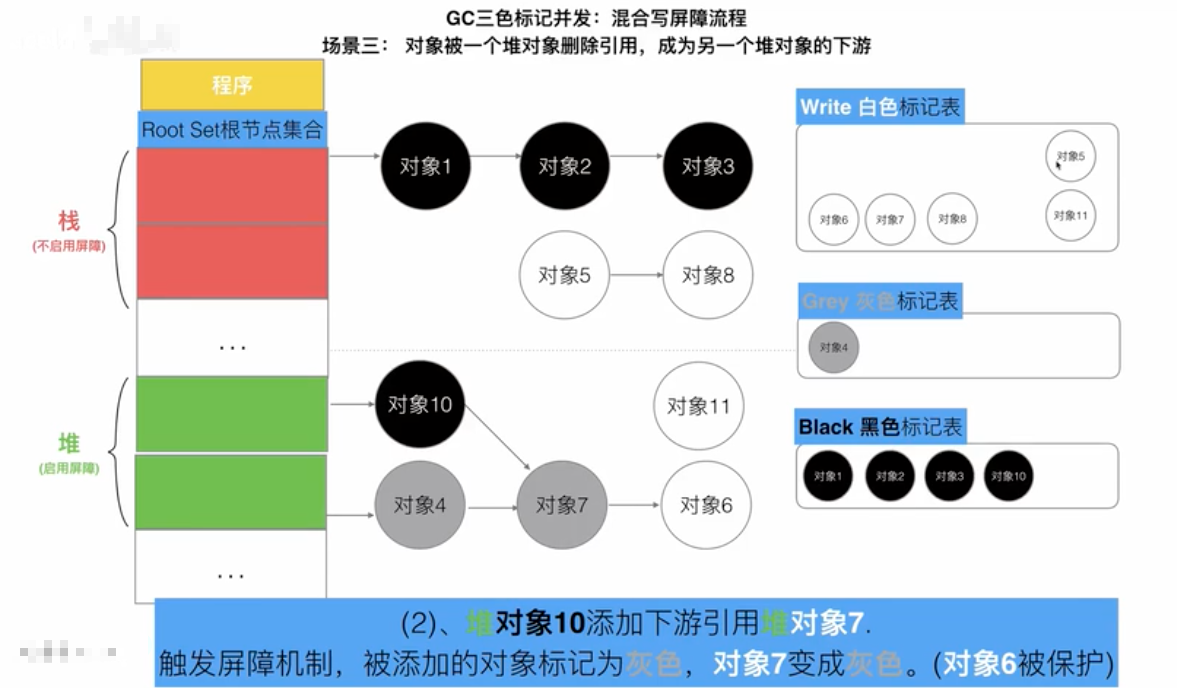 GC三色标记并发：混合写屏障流程
场景三： 对象被一个堆对象删除引用，成为另一个堆对象的下游
程序
Root Set根节点集合
栈
(不启用屏障)
...
堆
(启用屏障)
...
对象1
对象2
对象3
对象5
对象8
对象10
对象11
对象4
对象7
对象6
Write 白色标记表
对象5
对象6
对象7
对象8
对象11
Grey 灰色标记表
对象4
Black 黑色标记表
对象1
对象2
对象3
对象10
(2)、堆对象10添加下游引用堆对象7.
触发屏障机制，被添加的对象标记为灰色，对象7变成灰色。(对象6被保护)